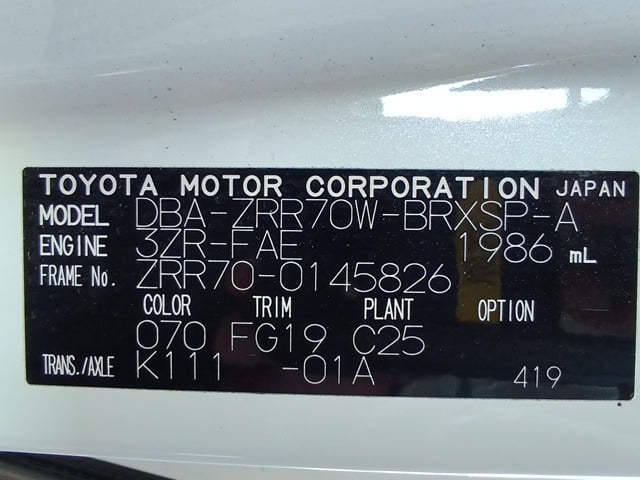 TOYOTA MOTOR CORPORATION JAPAN
MODEL DBA-ZRR70W-BRXSP-A
ENGINE 3ZR-FAE 1986 mL
FRAME No. ZRR70-0145826
COLOR TRIM PLANT OPTION
070 FG19 C25
TRANS./AXLE K111 -01A 419